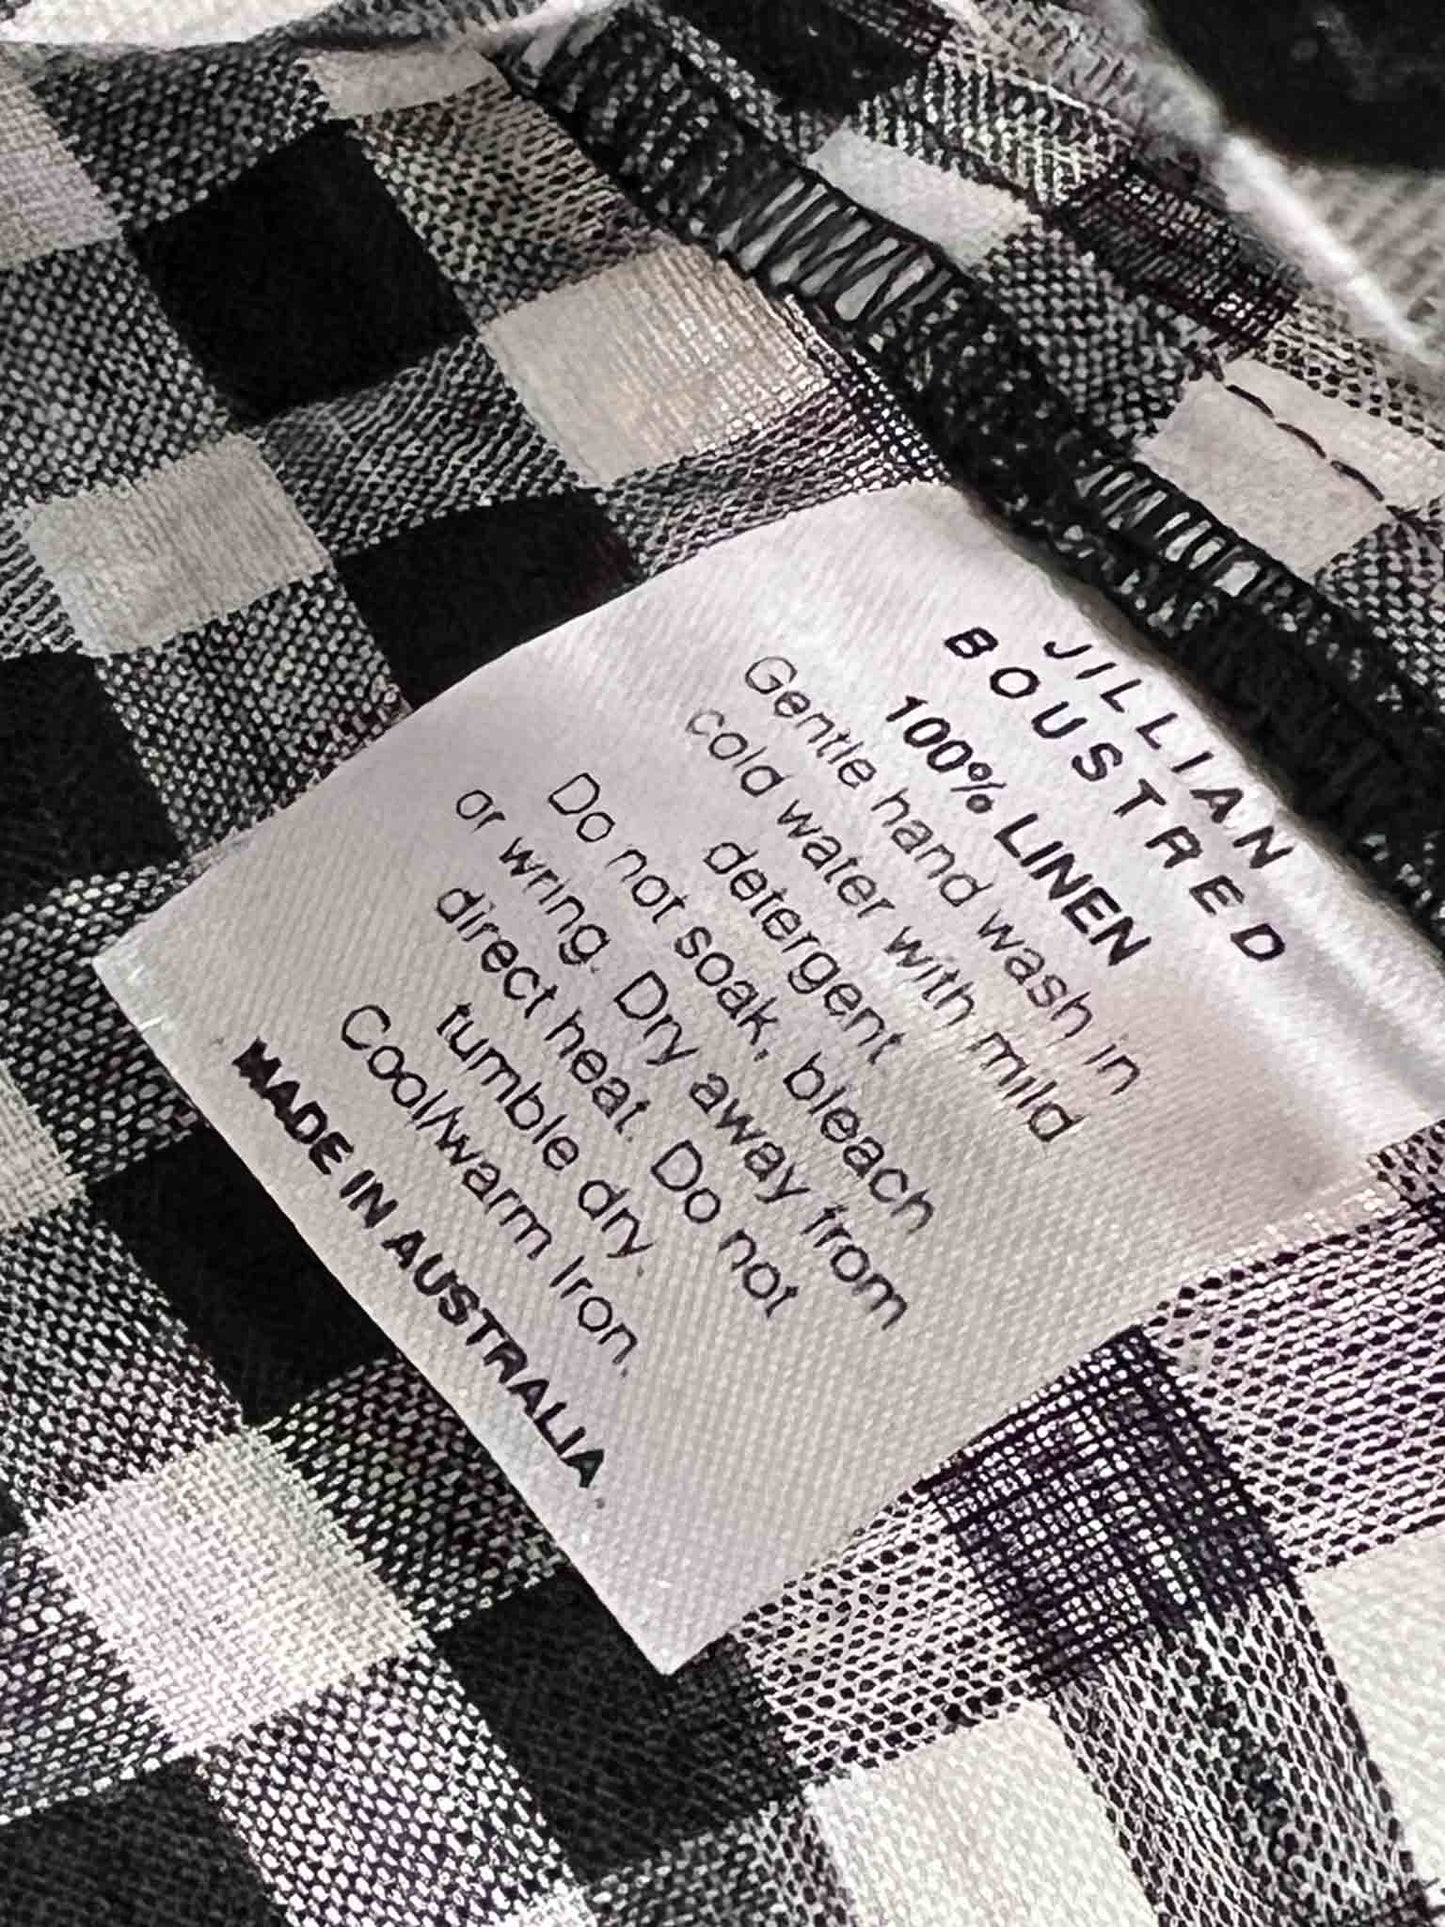 JILLIAN
BOUSTRED
100% LINEN
Gentle hand wash in
cold water with mild
detergent
Do not soak, bleach
or wring. Dry away from
direct heat. Do not
tumble dry.
Cool/warm Iron.
MADE IN AUSTRALIA.